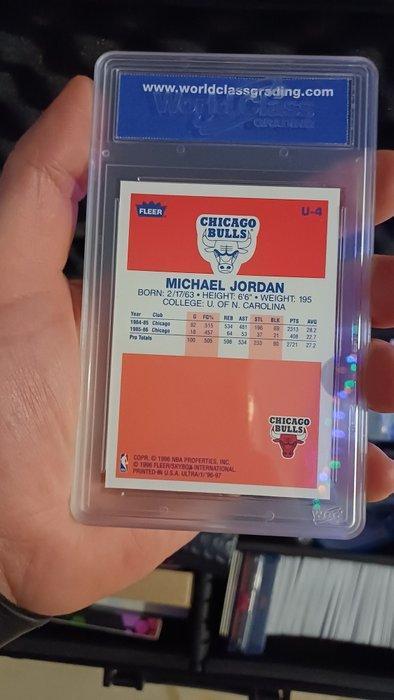 www.worldclassgrading.com
World Class
GRADING
FLEER
U-4
CHICAGO
BULLS
MICHAEL JORDAN
BORN: 2/17/63 • HEIGHT: 6'6" • WEIGHT: 195
COLLEGE: U. OF N. CAROLINA
Year Club G FG% REB AST STL BLK PTS AVG
1984-85 Chicago 82 515 534 481 196 69 2313 28.2
1985-86 Chicago 18 457 64 53 37 21 408 22.7
Pro Totals 100 505 598 534 233 90 2721 27.2
CHICAGO
BULLS
COPR. © 1996 NBA PROPERTIES, INC.
© 1996 FLEER/SKYBOX INTERNATIONAL.
PRINTED IN U.S.A. ULTRA/1/'96-97
WCG